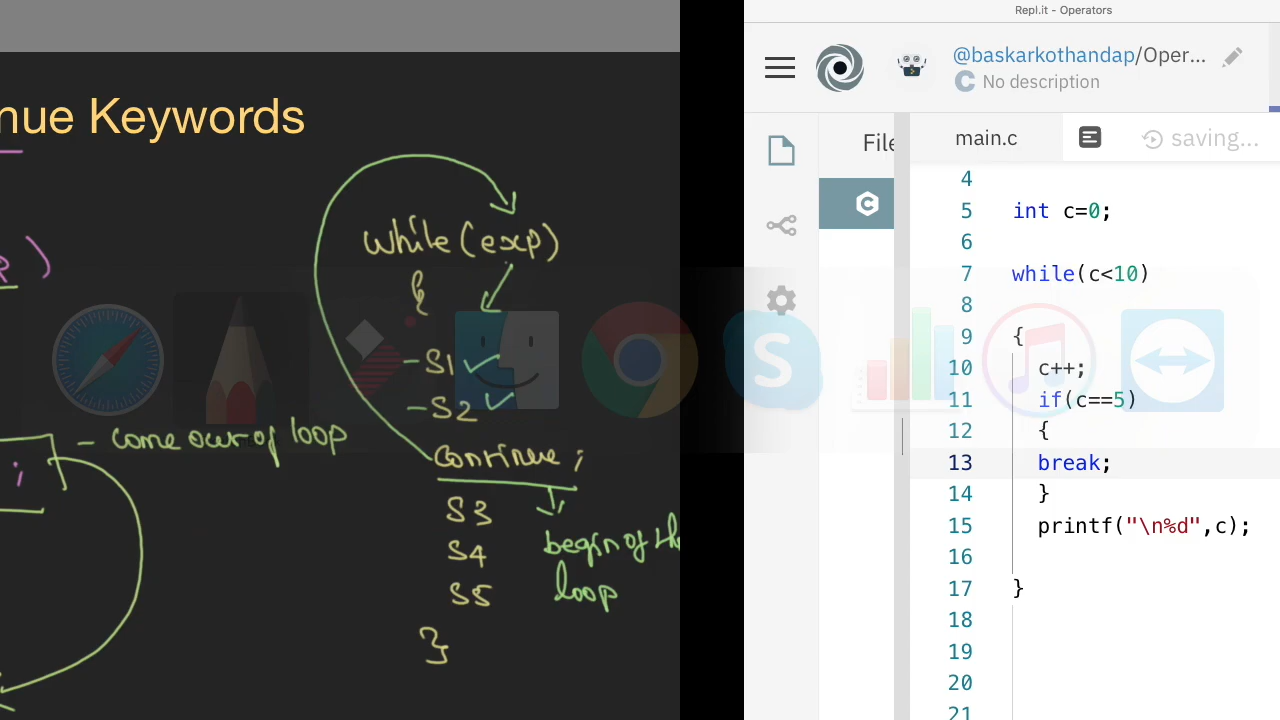 nue Keywords
)
while(exp)
{
- S1
- S2
- come out of loop
;
continue;
S3
S4
S5
begin of th
loop
}
Repl.it - Operators
@baskarkothandap/Oper...
C No description
File
main.c
saving...
4
5 int c=0;
6
7 while(c<10)
8
9 {
10 c++;
11 if(c==5)
12 {
13 break;
14 }
15 printf("\n%d",c);
16
17 }
18
19
20
21